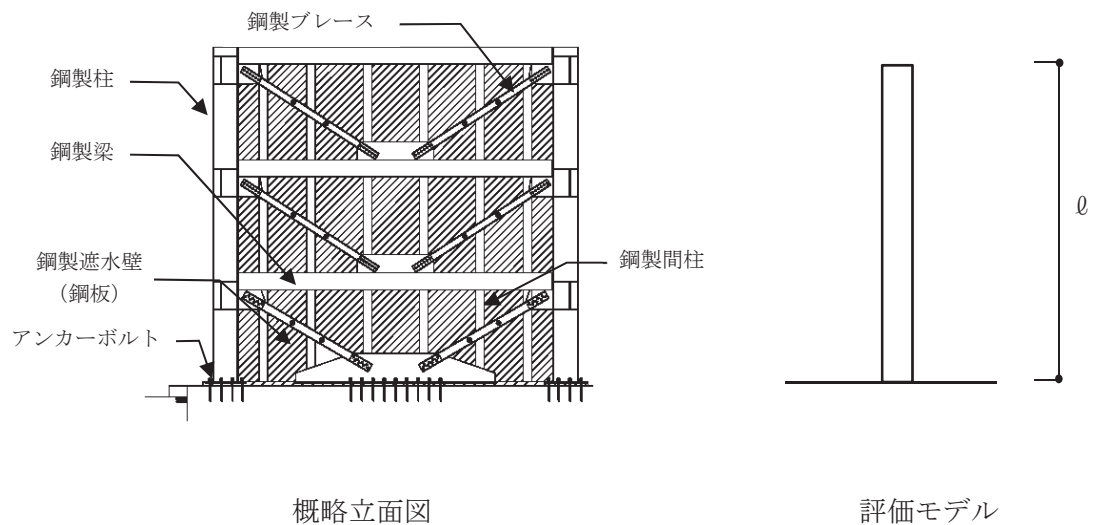 鋼製ブレース
鋼製柱
鋼製梁
鋼製遮水壁
（鋼板）
鋼製間柱
アンカーボルト
ℓ
概略立面図
評価モデル